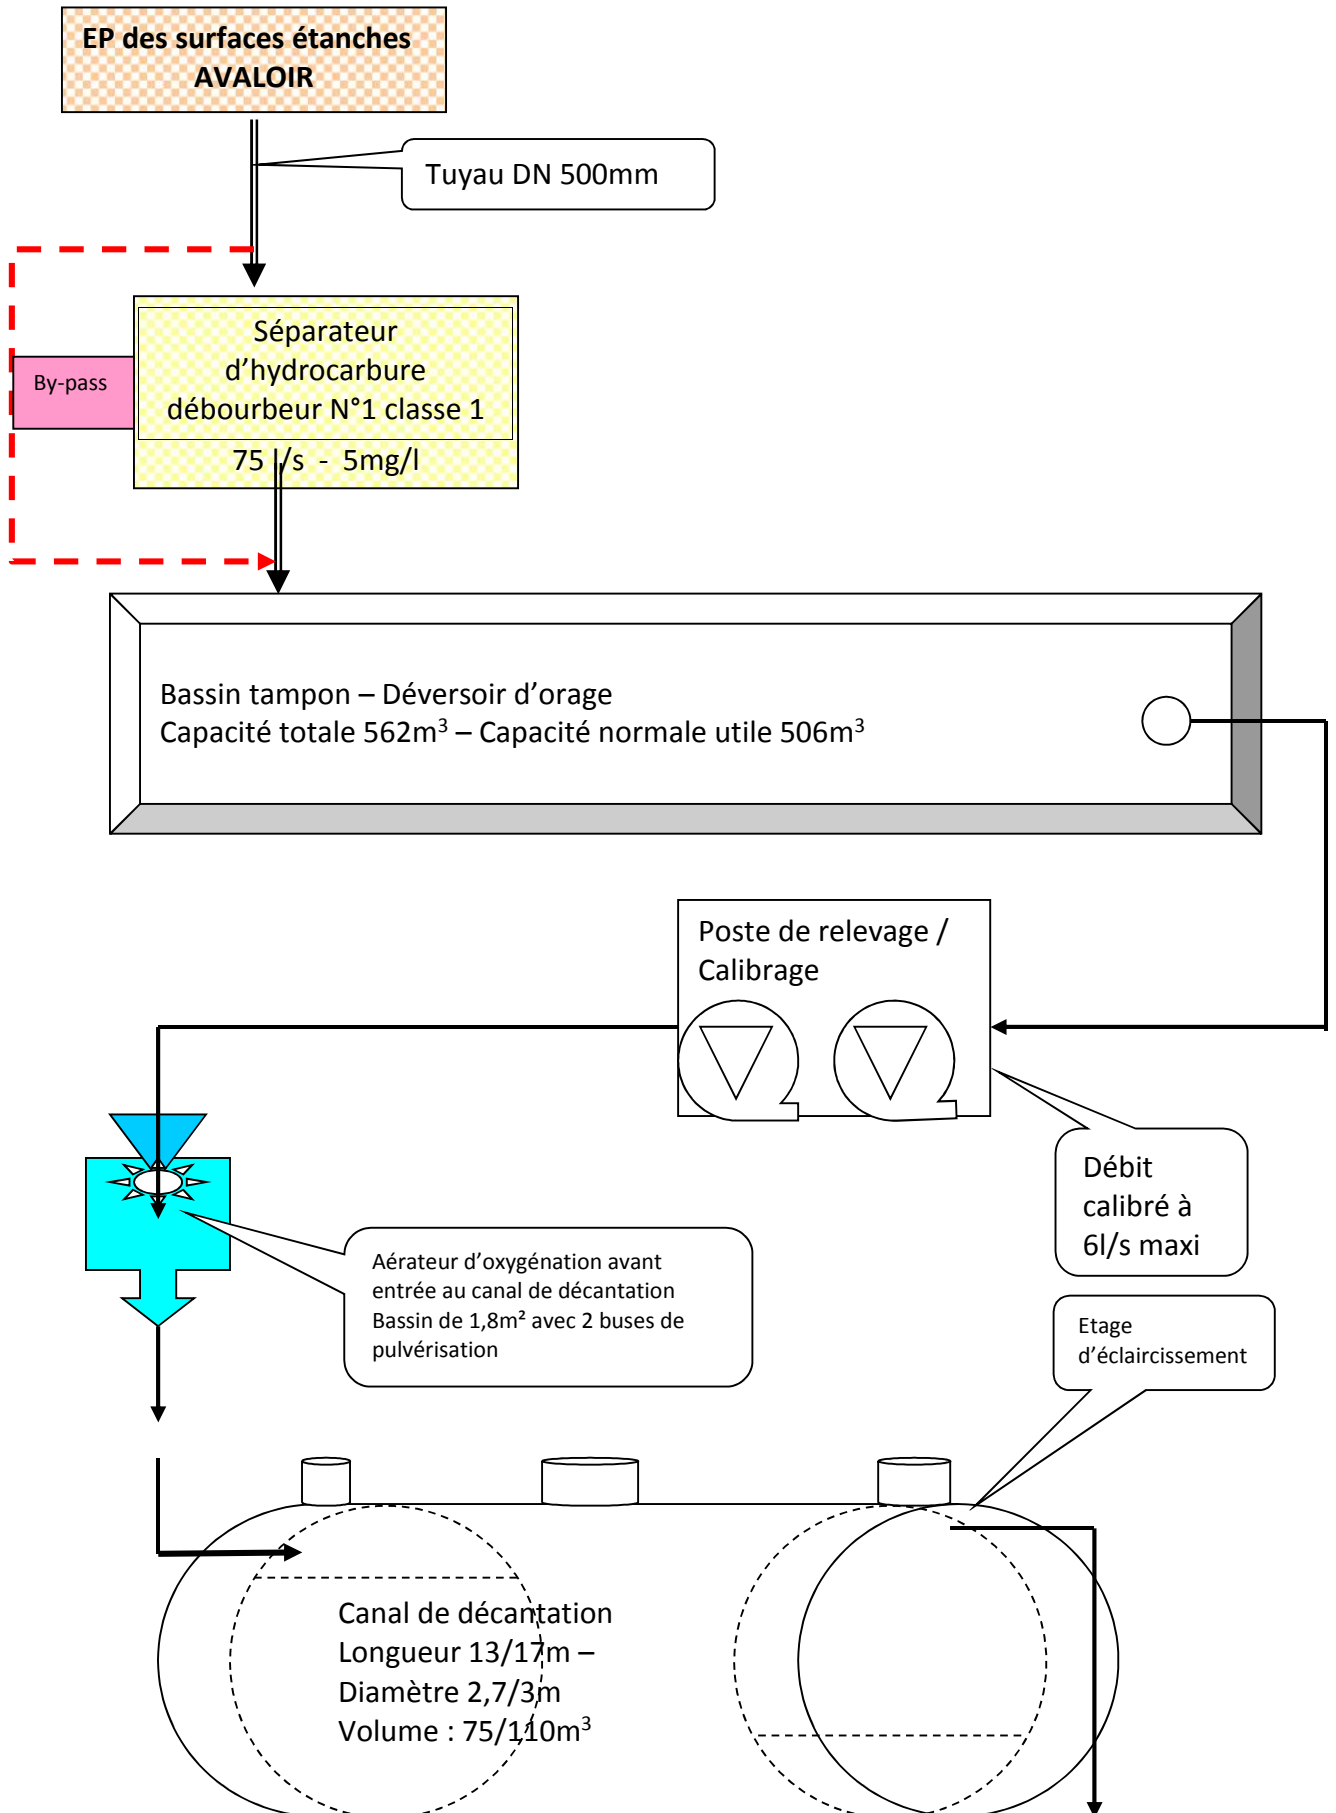 EP des surfaces étanches
AVALOIR
Tuyau DN 500mm
Séparateur
d’hydrocarbure
débourbeur N°1 classe 1
75 l/s - 5mg/l
By-pass
Bassin tampon – Déversoir d’orage
Capacité totale 562m³ – Capacité normale utile 506m³
Poste de relevage /
Calibrage
Débit
calibré à
6l/s maxi
Aérateur d’oxygénation avant
entrée au canal de décantation
Bassin de 1,8m² avec 2 buses de
pulvérisation
Etage
d’éclaircissement
Canal de décantation
Longueur 13/17m –
Diamètre 2,7/3m
Volume : 75/110m³